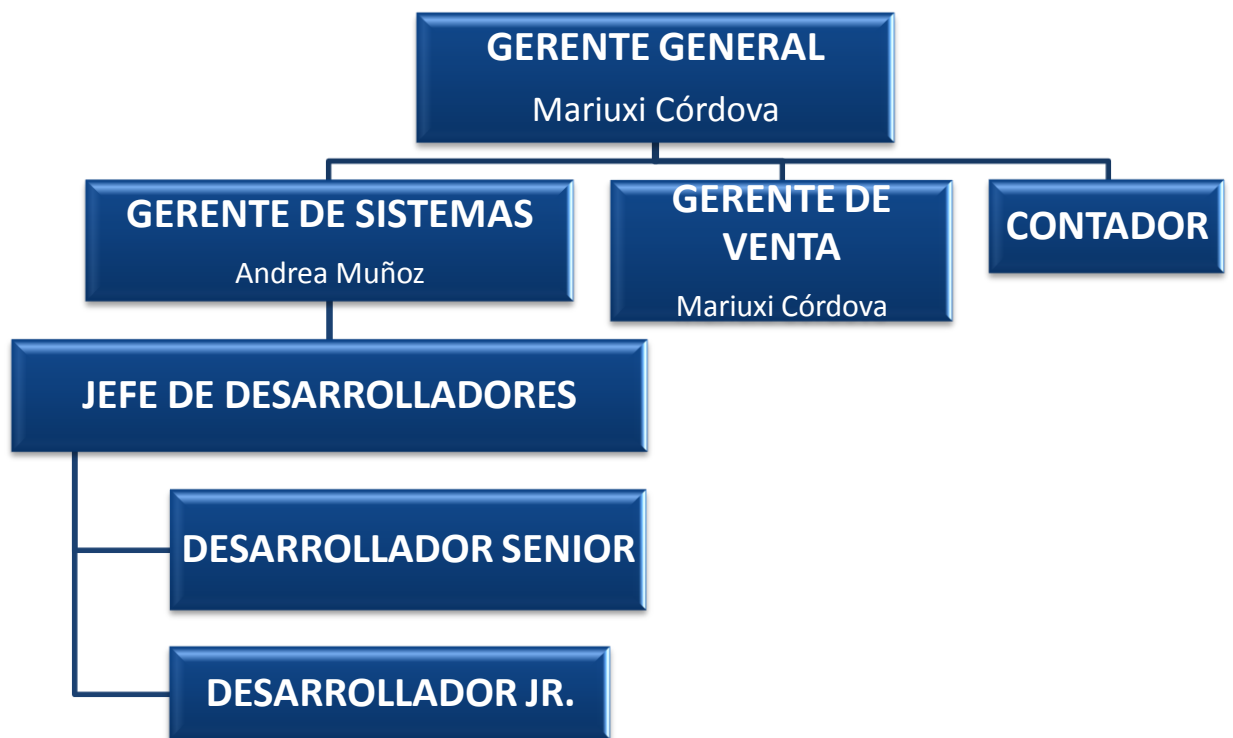 GERENTE GENERAL
Mariuxi Córdova
GERENTE DE SISTEMAS
Andrea Muñoz
GERENTE DE
VENTA
Mariuxi Córdova
CONTADOR
JEFE DE DESARROLLADORES
DESARROLLADOR SENIOR
DESARROLLADOR JR.